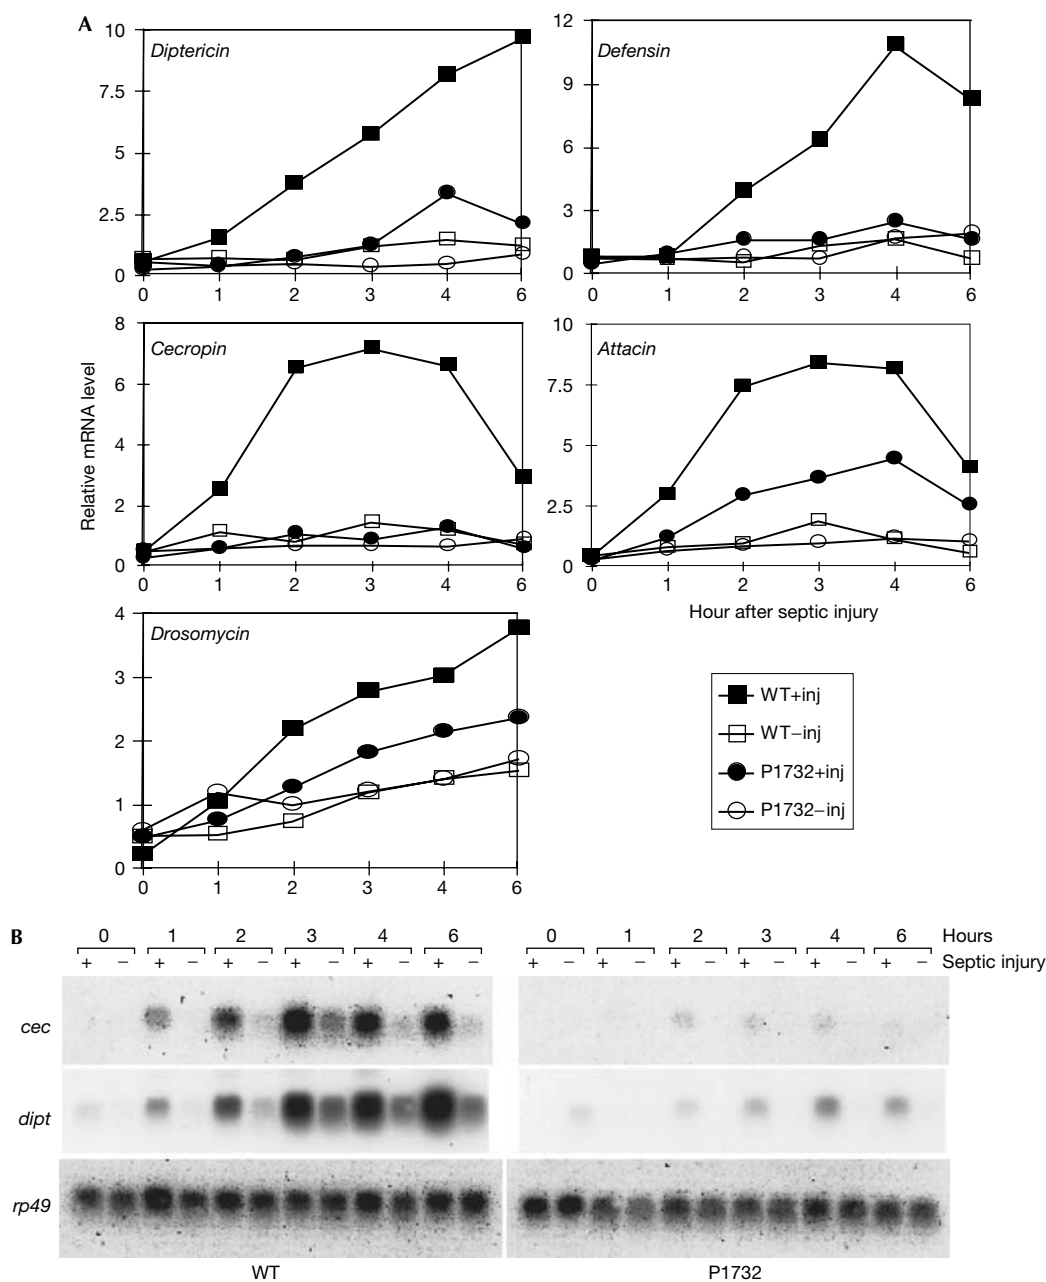 A
Diptericin
10
7.5
5
2.5
0
0 1 2 3 4 6
Defensin
12
9
6
3
0
0 1 2 3 4 6
Relative mRNA level
Cecropin
8
6
4
2
0
0 1 2 3 4 6
Attacin
10
7.5
5
2.5
0
0 1 2 3 4 6
Hour after septic injury
Drosomycin
4
3
2
1
0
0 1 2 3 4 6
WT+inj
WT−inj
P1732+inj
P1732−inj
B
0 1 2 3 4 6 0 1 2 3 4 6 Hours
+ − + − + − + − + − + − + − + − + − + − + − + − Septic injury
cec
dipt
rp49
WT P1732